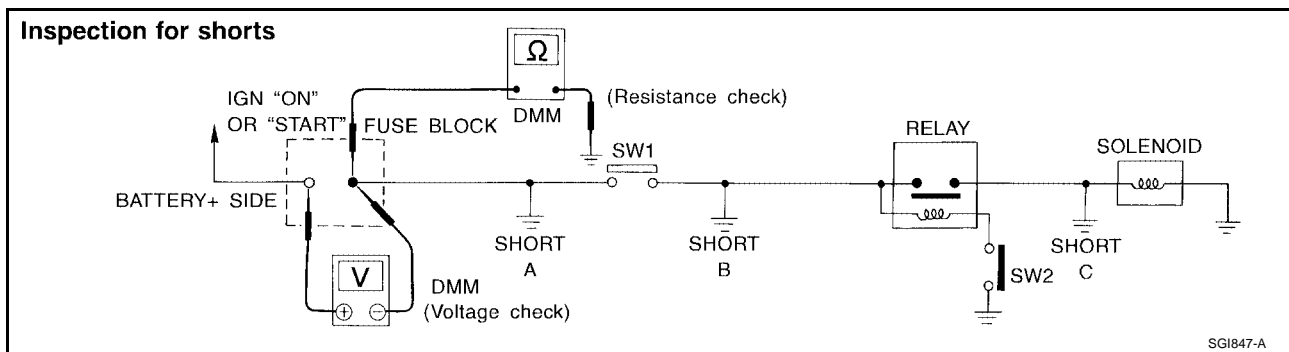 Inspection for shorts
IGN "ON"
OR "START"
FUSE BLOCK
BATTERY+ SIDE
Ω
DMM
(Resistance check)
V
+ −
DMM
(Voltage check)
SHORT
A
SW1
SHORT
B
RELAY
SW2
SHORT
C
SOLENOID
SGI847-A